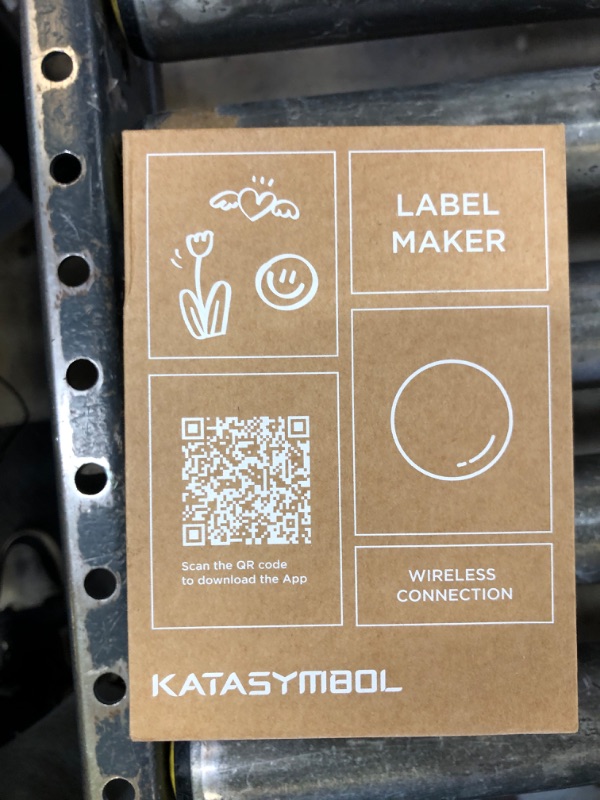 LABEL
MAKER
Scan the QR code
to download the App
WIRELESS
CONNECTION
KATASYMBOL